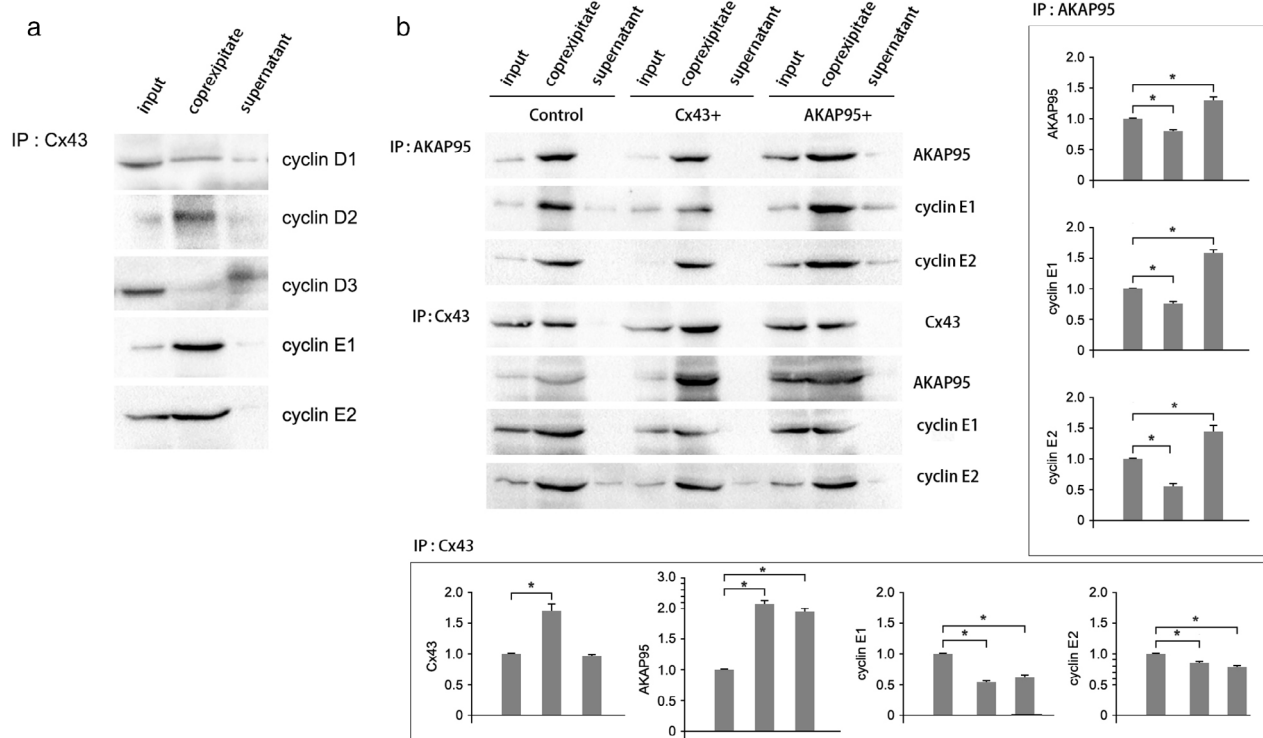 a
input
coprexipitate
supernatant
IP : Cx43
cyclin D1
cyclin D2
cyclin D3
cyclin E1
cyclin E2
b
input
coprexipitate
supernatant
input
coprexipitate
supernatant
input
coprexipitate
supernatant
Control
Cx43+
AKAP95+
IP : AKAP95
AKAP95
cyclin E1
cyclin E2
IP : Cx43
Cx43
AKAP95
cyclin E1
cyclin E2
IP : AKAP95
AKAP95
2.0
1.5
1.0
0.5
0
*
*
cyclin E1
2.0
1.5
1.0
0.5
0
*
*
cyclin E2
2.0
1.5
1.0
0.5
0
*
*
IP : Cx43
Cx43
2.0
1.5
1.0
0.5
0
*
AKAP95
3.0
2.0
1.5
1.0
0.5
0
*
*
cyclin E1
2.0
1.5
1.0
0.5
0
*
*
cyclin E2
2.0
1.5
1.0
0.5
0
*
*